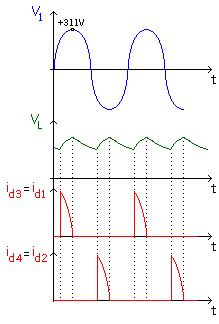 V1
+311V
t
VL
t
id3=id1
t
id4=id2
t